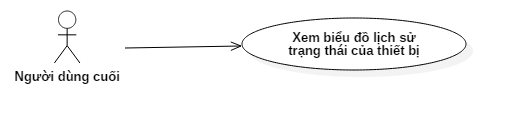 Xem biểu đồ lịch sử
trạng thái của thiết bị
Người dùng cuối